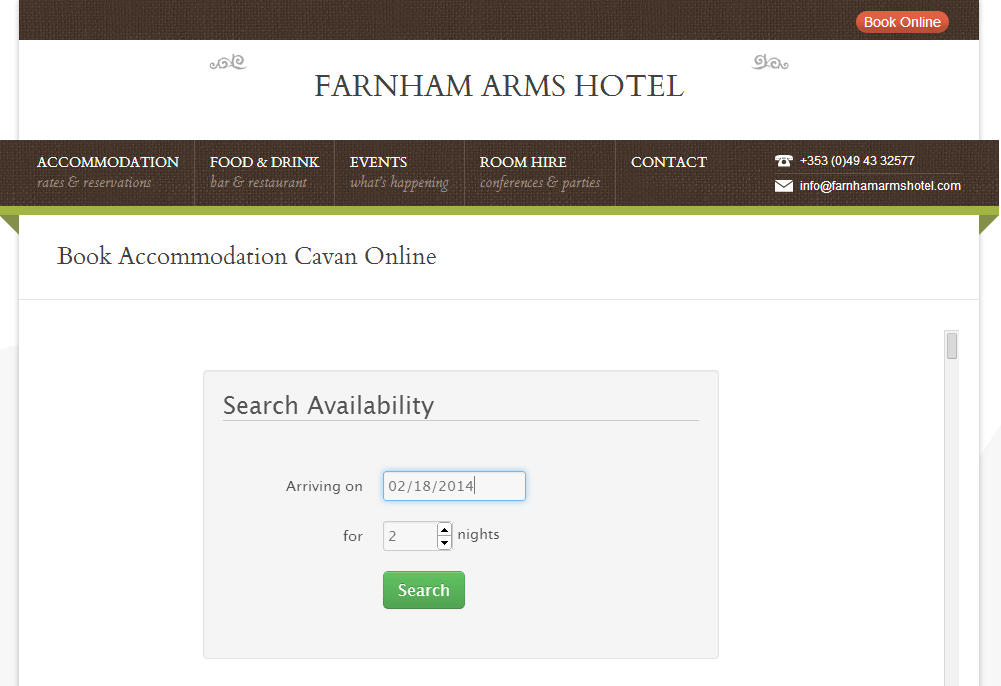 Book Online
FARNHAM ARMS HOTEL
ACCOMMODATION FOOD & DRINK EVENTS ROOM HIRE CONTACT
rates & reservations bar & restaurant what's happening conferences & parties
+353 (0)49 43 32577
info@farnhamarmshotel.com
Book Accommodation Cavan Online
Search Availability
Arriving on 02/18/2014
for 2 nights
Search